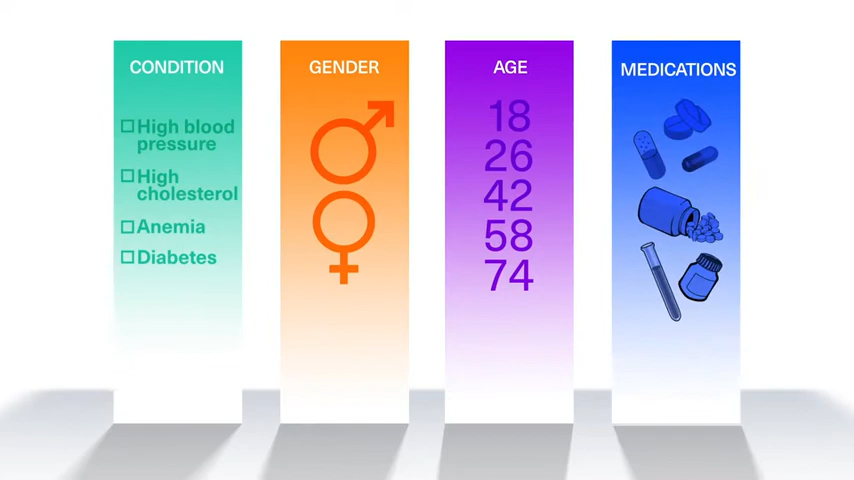 CONDITION
☐ High blood
pressure
☐ High
cholesterol
☐ Anemia
☐ Diabetes
GENDER
AGE
18
26
42
58
74
MEDICATIONS